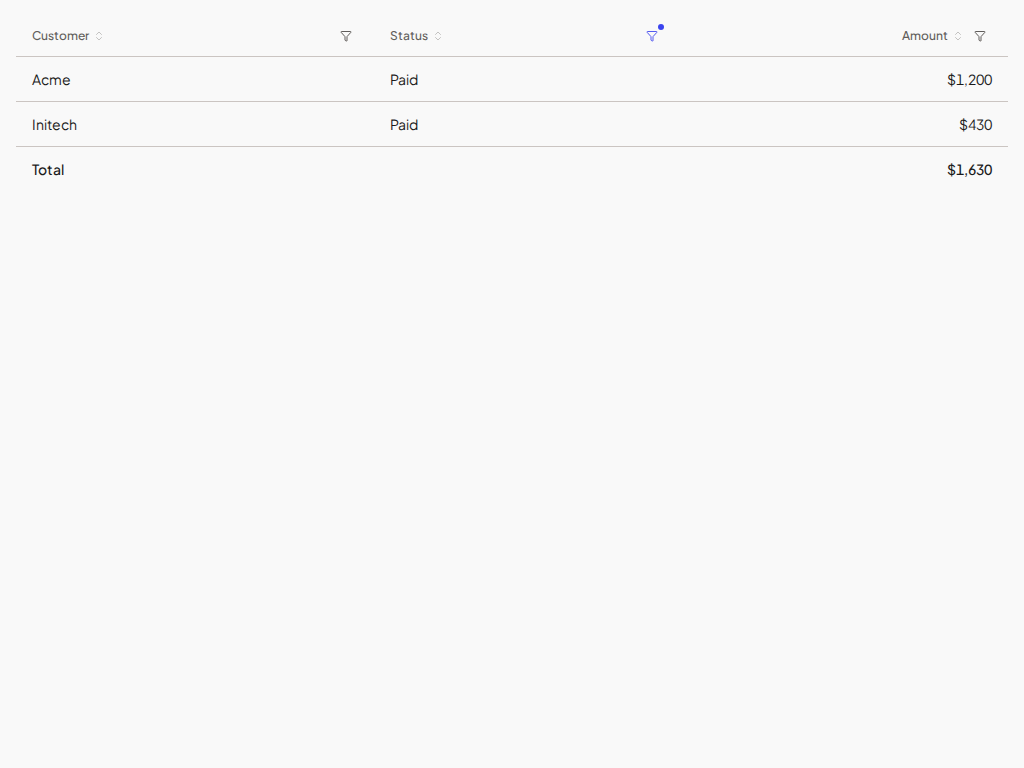 Customer Status Amount
Acme Paid $1,200
Initech Paid $430
Total $1,630